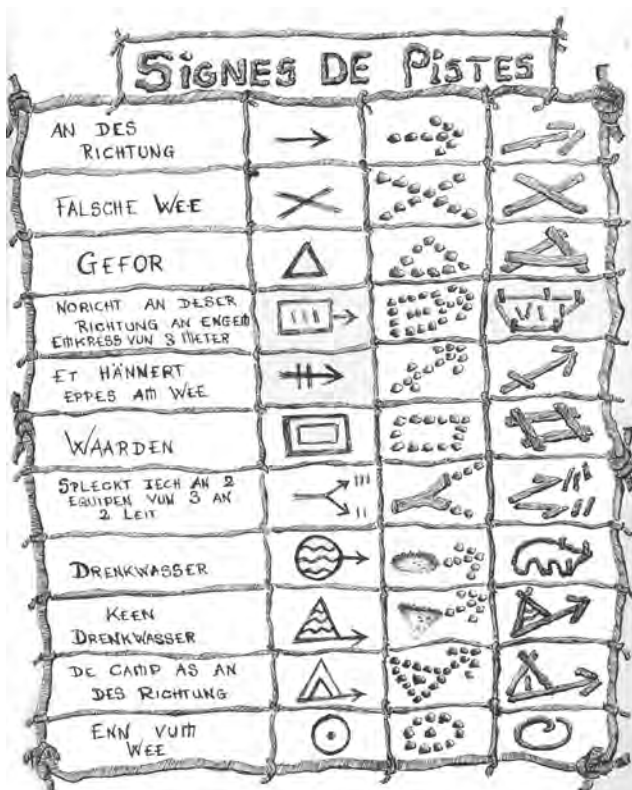 SIGNES DE PISTES
AN DES
RICHTUNG
FALSCHE WEE
GEFOR
NORICHT AN DESER
RICHTUNG AN ENGEM
EMKRESS VUN 3 METER
ET HÄNNERT
EPPES AM WEE
WAARDEN
SPLECKT IECH AN 2
EQUIPEN VUN 3 AN
2 LEIT
DRENKWASSER
KEEN
DRENKWASSER
DE CAMP AS AN
DES RICHTUNG
ENN VUM
WEE